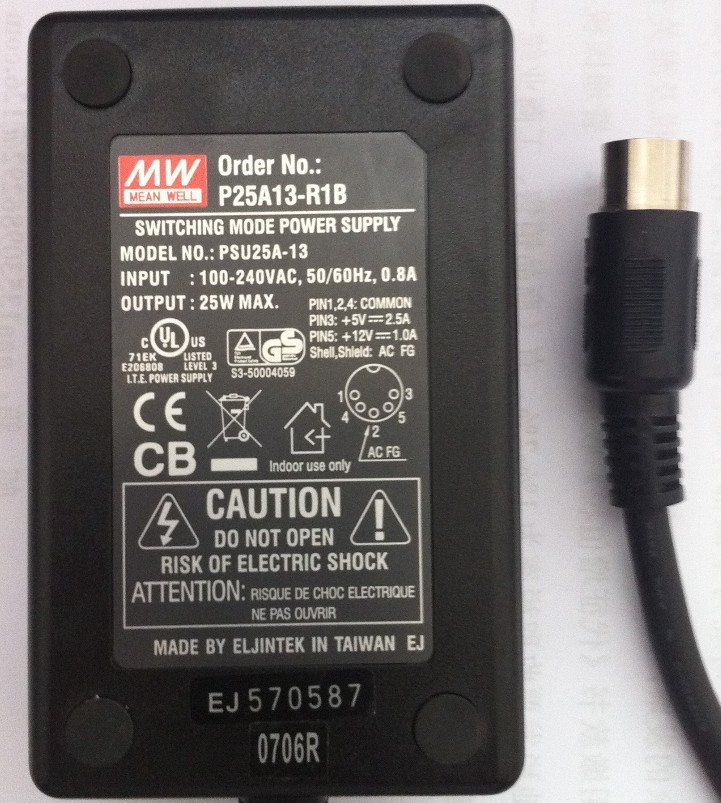 MW
MEAN WELL
Order No.:
P25A13-R1B
SWITCHING MODE POWER SUPPLY
MODEL NO.: PSU25A-13
INPUT : 100-240VAC, 50/60Hz, 0.8A
OUTPUT : 25W MAX.
PIN1,2,4: COMMON
PIN3: +5V⎓2.5A
PIN5: +12V⎓1.0A
Shell,Shield: AC FG
C UL US
71EK LISTED
E206808 LEVEL 3
I.T.E. POWER SUPPLY
GS
S3-50004059
CE
1 3
4 5
2
AC FG
CB
Indoor use only
CAUTION
DO NOT OPEN
RISK OF ELECTRIC SHOCK
ATTENTION: RISQUE DE CHOC ELECTRIQUE
NE PAS OUVRIR
MADE BY ELJINTEK IN TAIWAN EJ
EJ 570587
0706R